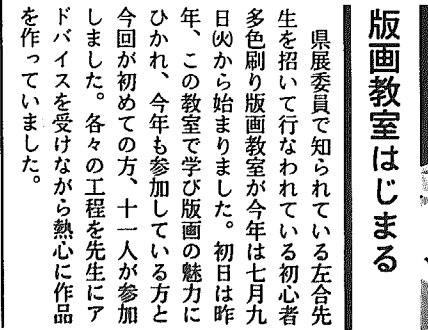 版画教室はじまる
県展委員で知られている左合先
生を招いて行なわれている初心者
多色刷り版画教室が今年は七月九
日㈫から始まりました。初日は昨
年、この教室で学び版画の魅力に
ひかれ、今年も参加している方と
今回が初めての方、十一人が参加
しました。各々の工程を先生にア
ドバイスを受けながら熱心に作品
を作っていました。